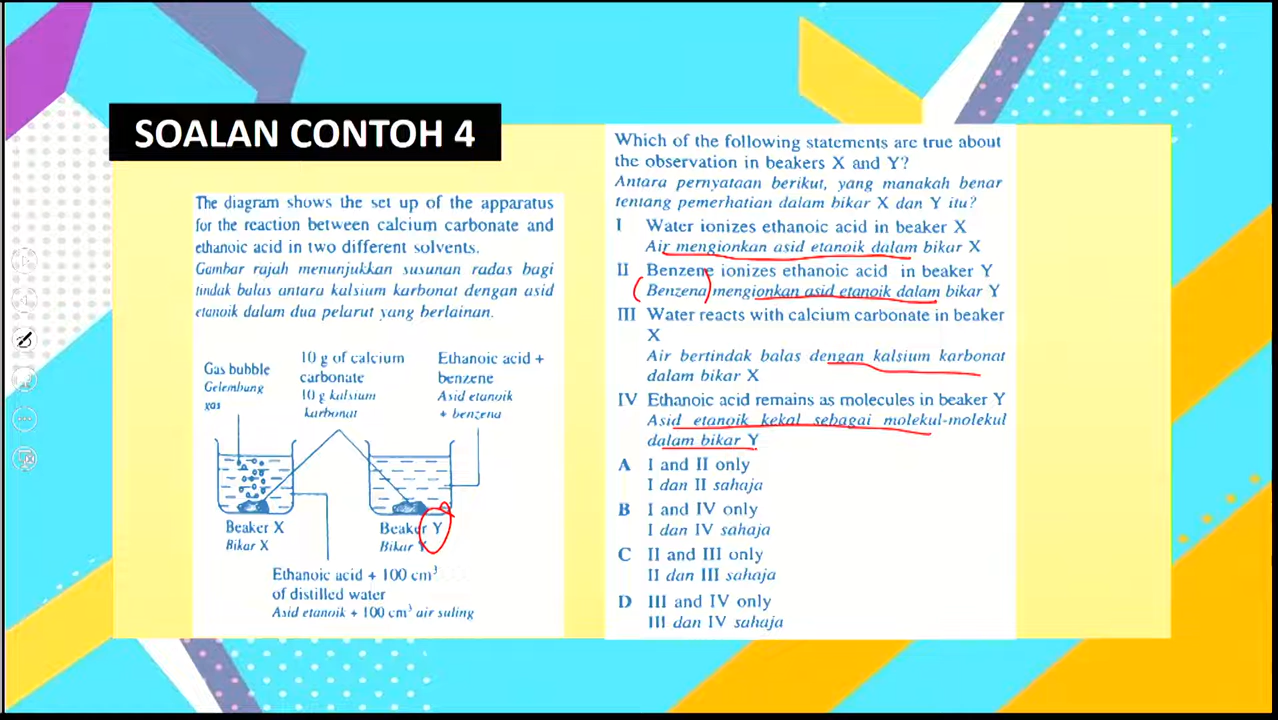 SOALAN CONTOH 4
The diagram shows the set up of the apparatus
for the reaction between calcium carbonate and
ethanoic acid in two different solvents.
Gambar rajah menunjukkan susunan radas bagi
tindak balas antara kalsium karbonat dengan asid
etanoik dalam dua pelarut yang berlainan.
Gas bubble
Gelembung
gas
10 g of calcium
carbonate
10 g kalsium
karbonat
Ethanoic acid +
benzene
Asid etanoik
+ benzena
Beaker X
Bikar X
Beaker Y
Bikar Y
Ethanoic acid + 100 cm³
of distilled water
Asid etanoik + 100 cm³ air suling
Which of the following statements are true about
the observation in beakers X and Y?
Antara pernyataan berikut, yang manakah benar
tentang pemerhatian dalam bikar X dan Y itu?
I Water ionizes ethanoic acid in beaker X
Air mengionkan asid etanoik dalam bikar X
II Benzene ionizes ethanoic acid in beaker Y
Benzena mengionkan asid etanoik dalam bikar Y
III Water reacts with calcium carbonate in beaker
X
Air bertindak balas dengan kalsium karbonat
dalam bikar X
IV Ethanoic acid remains as molecules in beaker Y
Asid etanoik kekal sebagai molekul-molekul
dalam bikar Y
A I and II only
I dan II sahaja
B I and IV only
I dan IV sahaja
C II and III only
II dan III sahaja
D III and IV only
III dan IV sahaja